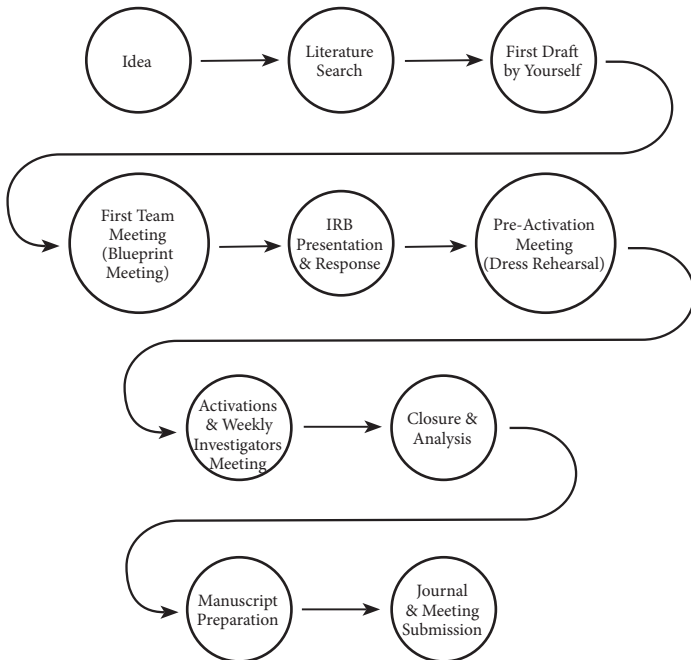 Idea
Literature
Search
First Draft
by Yourself
First Team
Meeting
(Blueprint
Meeting)
IRB
Presentation
& Response
Pre-Activation
Meeting
(Dress Rehearsal)
Activations
& Weekly
Investigators
Meeting
Closure &
Analysis
Manuscript
Preparation
Journal
& Meeting
Submission